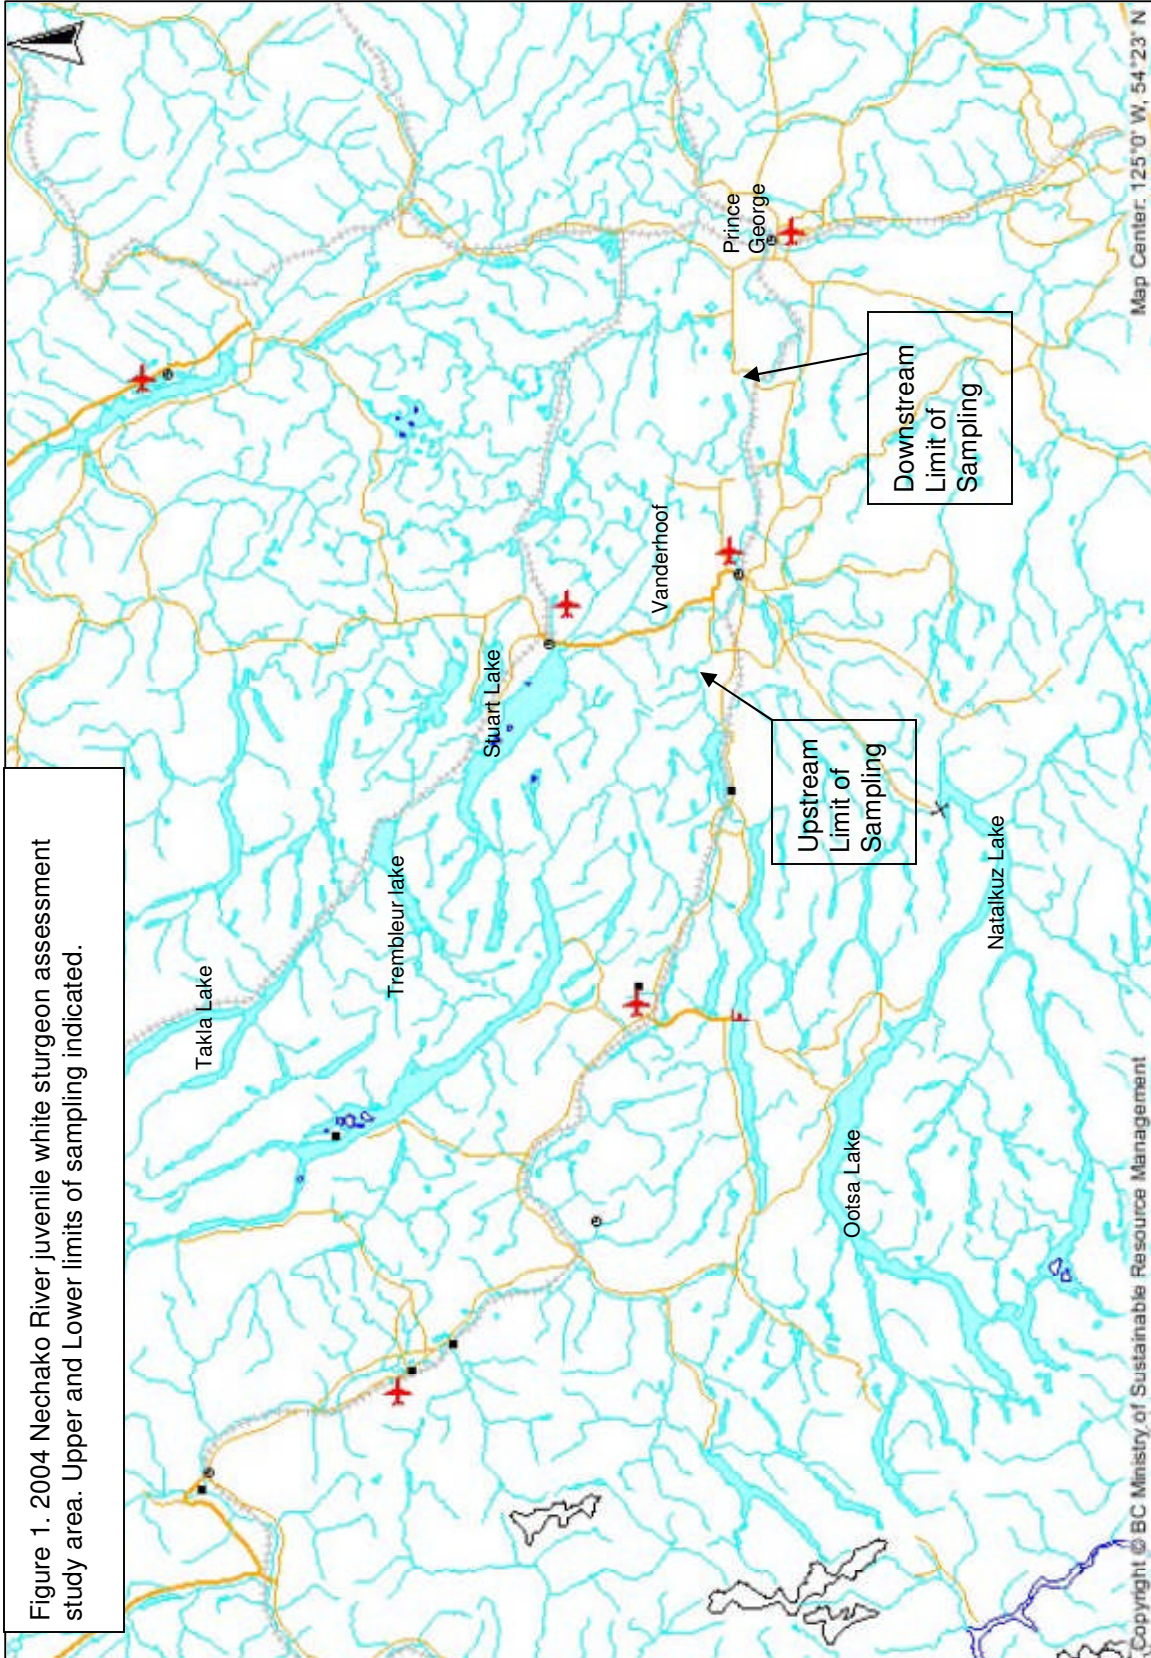 Figure 1. 2004 Nechako River juvenile white sturgeon assessment
study area. Upper and Lower limits of sampling indicated.
Takla Lake
Trembleur lake
Stuart Lake
Vanderhoof
Prince
George
Upstream
Limit of
Sampling
Downstream
Limit of
Sampling
Natalkuz Lake
Ootsa Lake
Copyright © BC Ministry of Sustainable Resource Management
Map Center: 125°0' W, 54°23' N